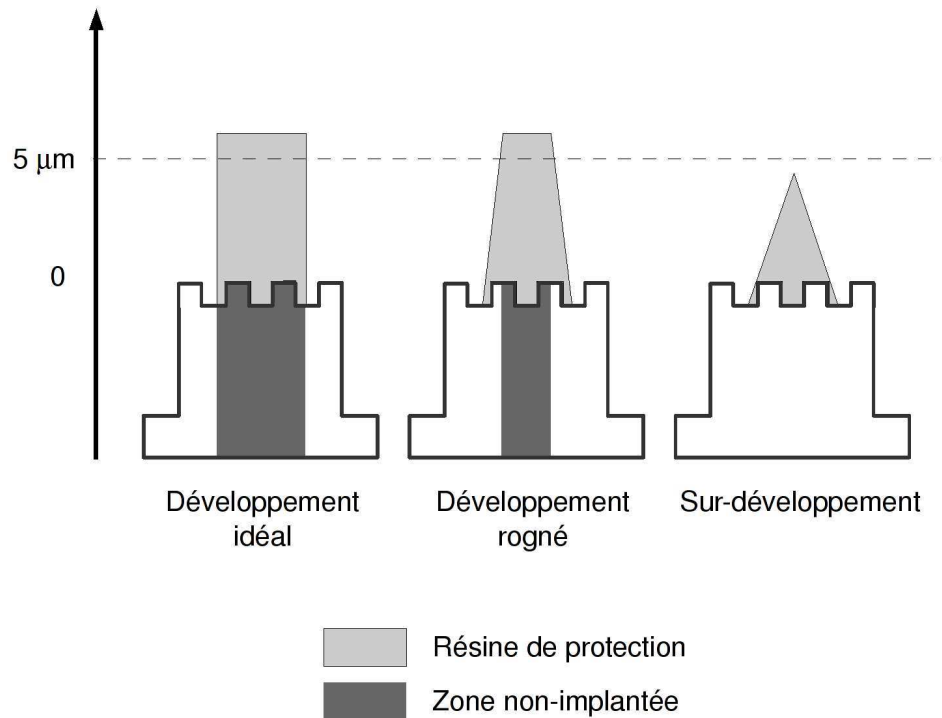 5 µm
0
Développement
idéal
Développement
rogné
Sur-développement
Résine de protection
Zone non-implantée